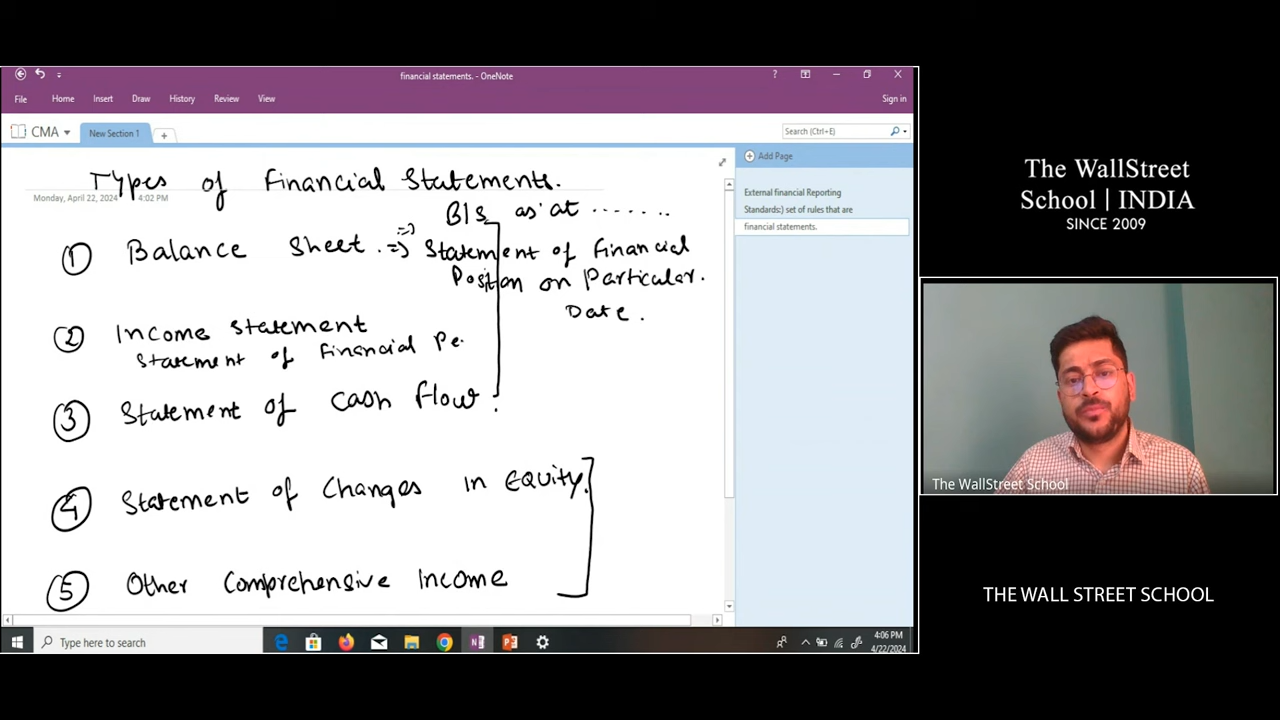 financial statements. - OneNote
?
File Home Insert Draw History Review View
Sign in
CMA New Section 1 +
Search (Ctrl+E)
Add Page
External financial Reporting
Standards:) set of rules that are
financial statements.
Types of Financial Statements.
Monday, April 22, 2024 4:02 PM
B/S as at .......
① Balance Sheet. => => Statement of Financial
Position on Particular.
Date.
② Income Statement
Statement of Financial Pe
③ Statement of Cash Flow.
④ Statement of Changes in Equity.
⑤ Other Comprehensive Income
Type here to search
4:06 PM
4/22/2024
The WallStreet
School | INDIA
SINCE 2009
The WallStreet School
THE WALL STREET SCHOOL